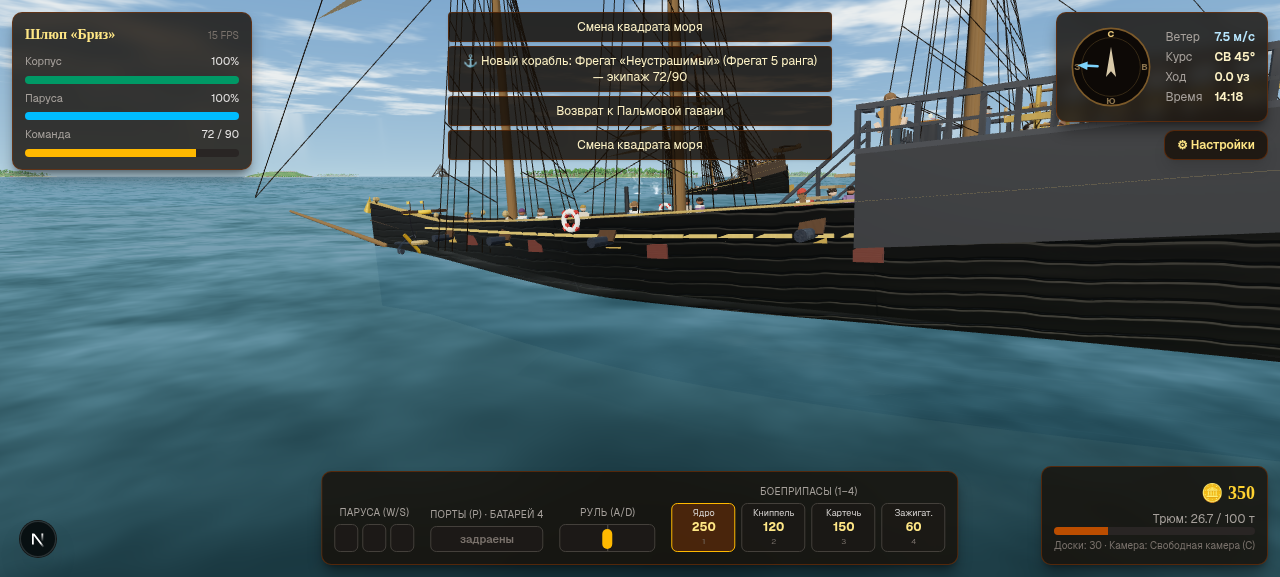 Шлюп «Бриз»
15 FPS
Корпус 100%
Паруса 100%
Команда 72 / 90
Смена квадрата моря
⚓ Новый корабль: Фрегат «Неустрашимый» (Фрегат 5 ранга)
— экипаж 72/90
Возврат к Пальмовой гавани
Смена квадрата моря
С
В
Ю
З
Ветер 7.5 м/с
Курс СВ 45°
Ход 0.0 уз
Время 14:18
⚙ Настройки
N
ПАРУСА (W/S)
ПОРТЫ (P) · БАТАРЕЙ 4
задраены
РУЛЬ (A/D)
БОЕПРИПАСЫ (1–4)
Ядро
250
1
Книппель
120
2
Картечь
150
3
Зажигат.
60
4
350
Трюм: 26.7 / 100 т
Доски: 30 · Камера: Свободная камера (C)